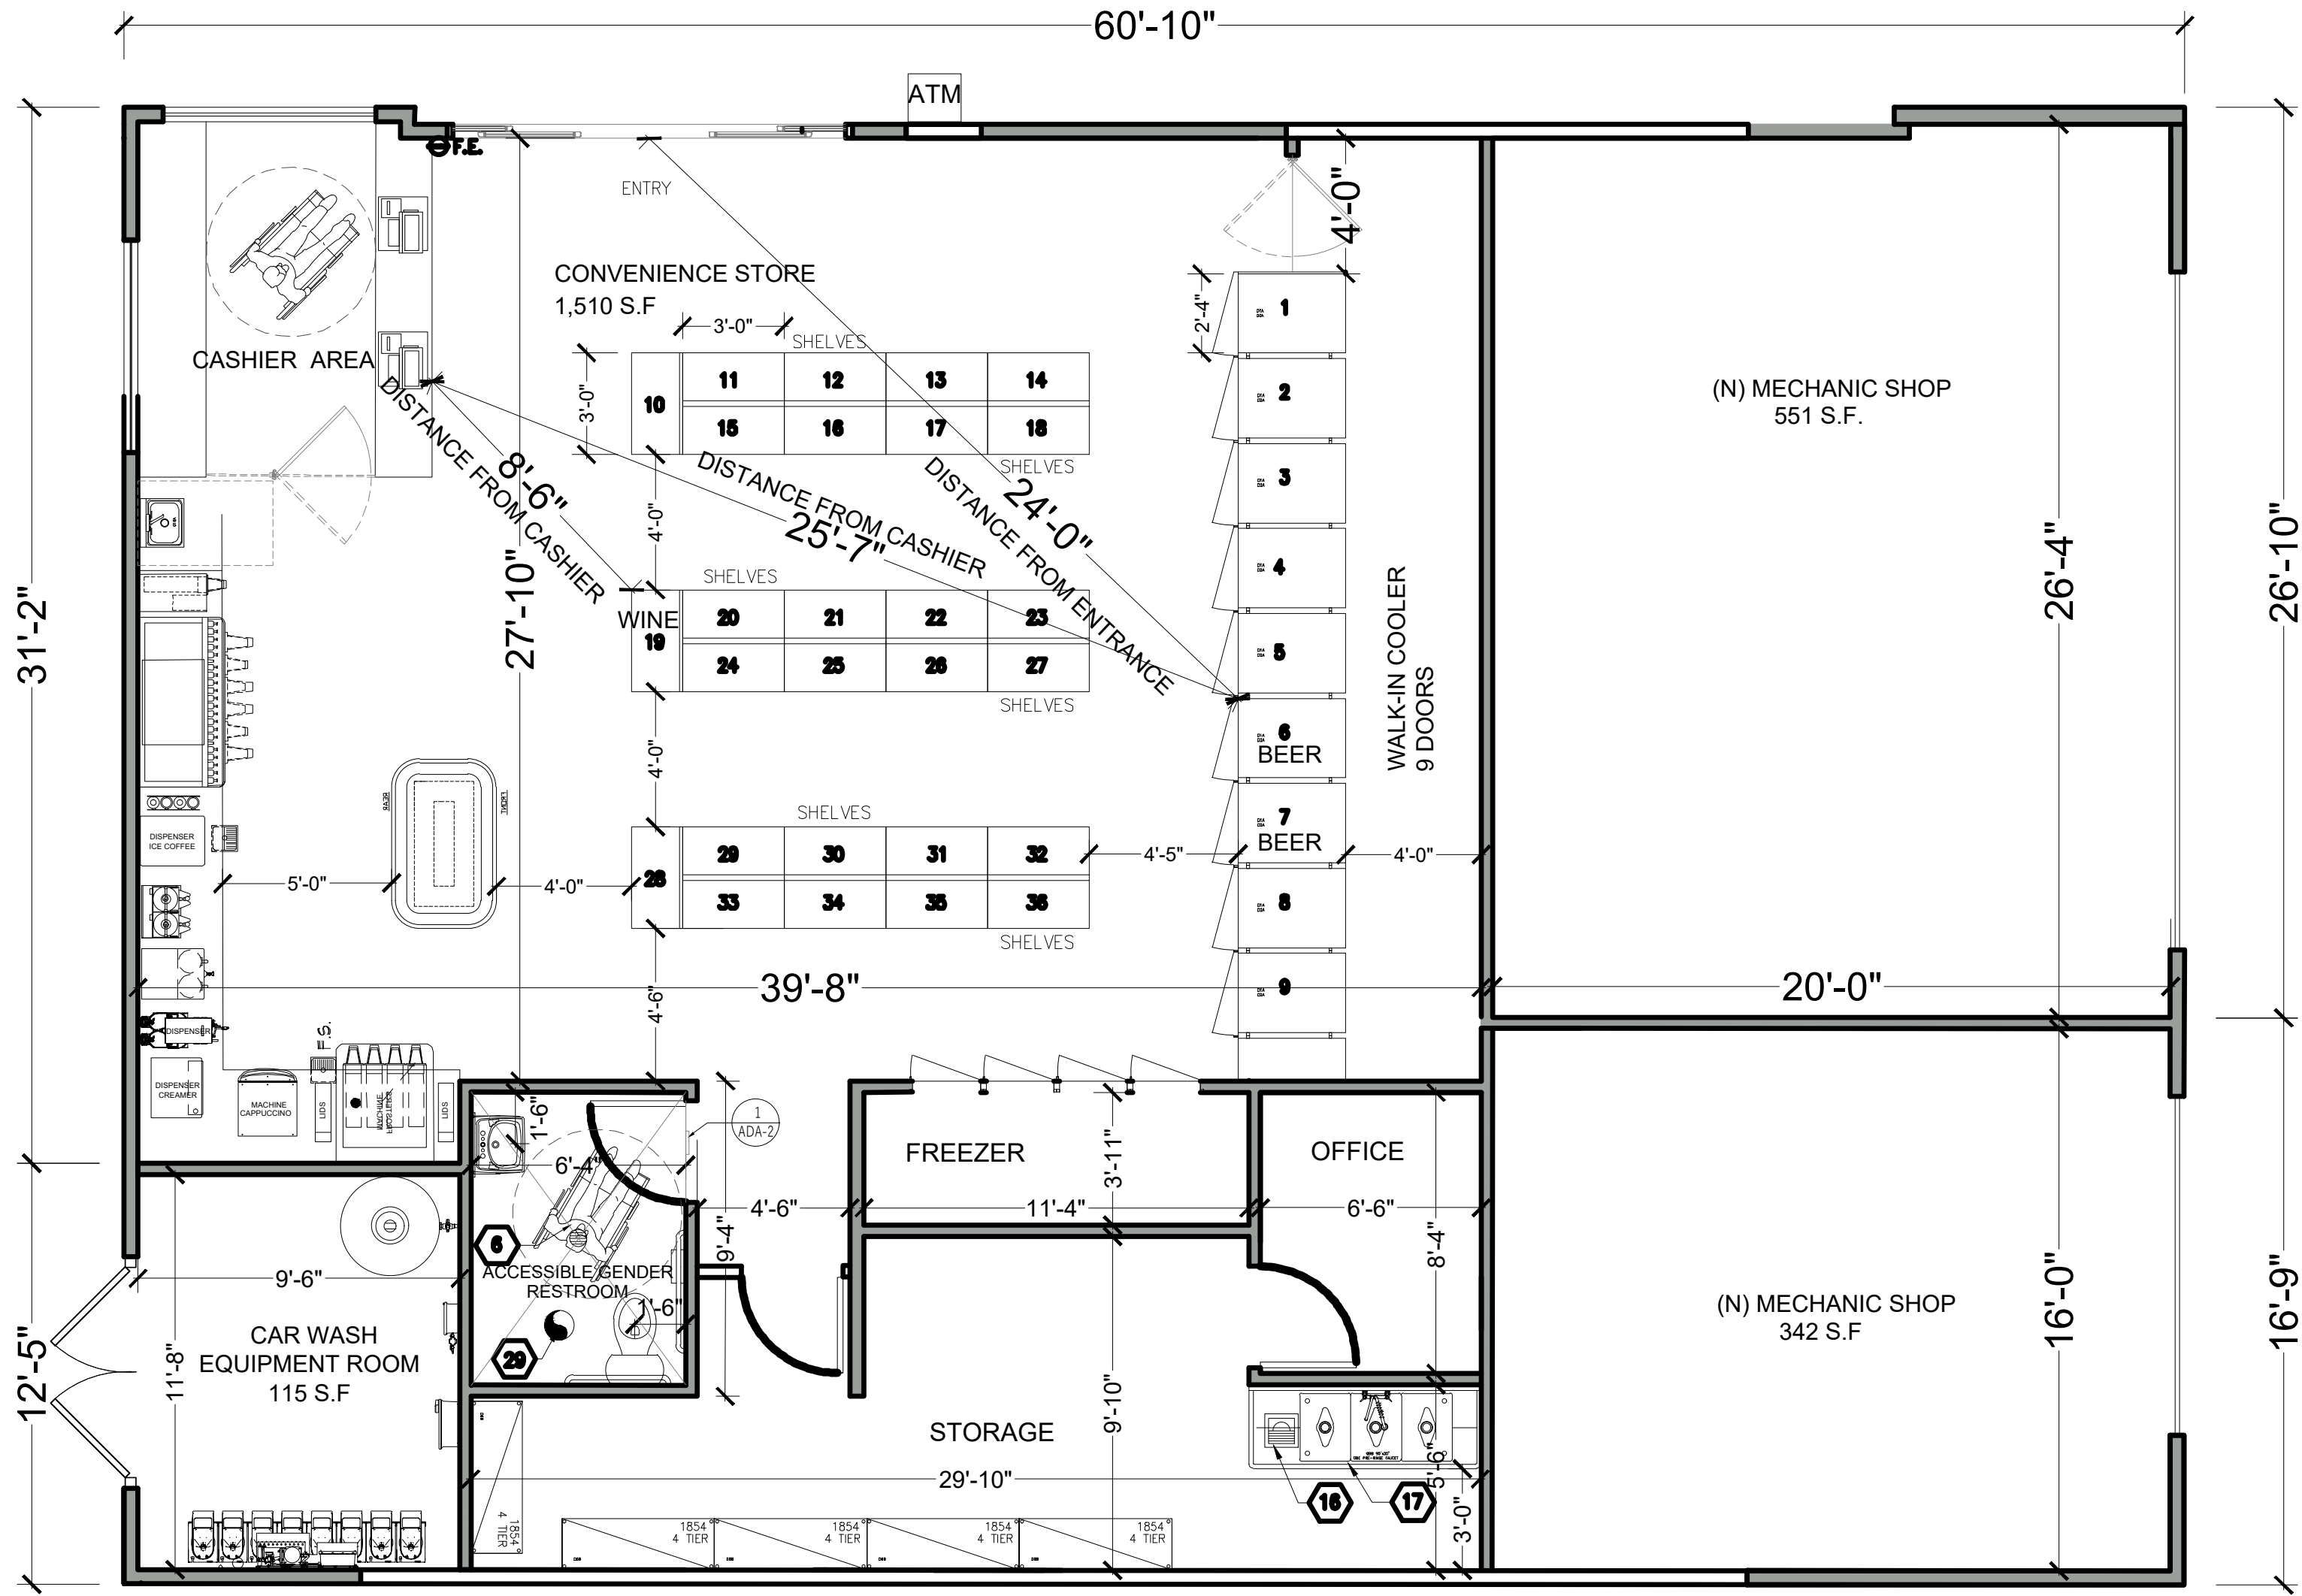 60'-10"
ATM
F.E.
ENTRY
4'-0"
CONVENIENCE STORE
1,510 S.F
2'-4"
1
3'-0"
SHELVES
CASHIER AREA
3'-0"
10
11
12
13
14
15
16
17
18
SHELVES
2
3
4
5
(N) MECHANIC SHOP
551 S.F.
DISTANCE FROM CASHIER
8'-6"
DISTANCE FROM CASHIER
25'-7"
DISTANCE FROM ENTRANCE
24'-0"
4'-0"
27'-10"
31'-2"
26'-4"
26'-10"
SHELVES
WINE
19
20
21
22
23
24
25
26
27
SHELVES
WALK-IN COOLER
9 DOORS
6
BEER
7
BEER
8
9
4'-0"
REAR
FRONT
SHELVES
DISPENSER
ICE COFFEE
28
29
30
31
32
33
34
35
36
SHELVES
4'-5"
4'-0"
5'-0"
4'-0"
39'-8"
20'-0"
4'-6"
DISPENSER
F.S.
DISPENSER
CREAMER
MACHINE
CAPPUCCINO
LIDS
MACHINE
LIDS
1'-6"
1
ADA-2
6'-4"
FREEZER
3'-11"
OFFICE
4'-6"
11'-4"
6'-6"
6
9'-4"
8'-4"
ACCESSIBLE GENDER
RESTROOM
1'-6"
29
9'-6"
CAR WASH
EQUIPMENT ROOM
115 S.F
11'-8"
12'-5"
(N) MECHANIC SHOP
342 S.F
16'-0"
16'-9"
STORAGE
9'-10"
29'-10"
5'-6"
3'-0"
16
17
1854
4 TIER
1854
4 TIER
1854
4 TIER
1854
4 TIER
1854
4 TIER